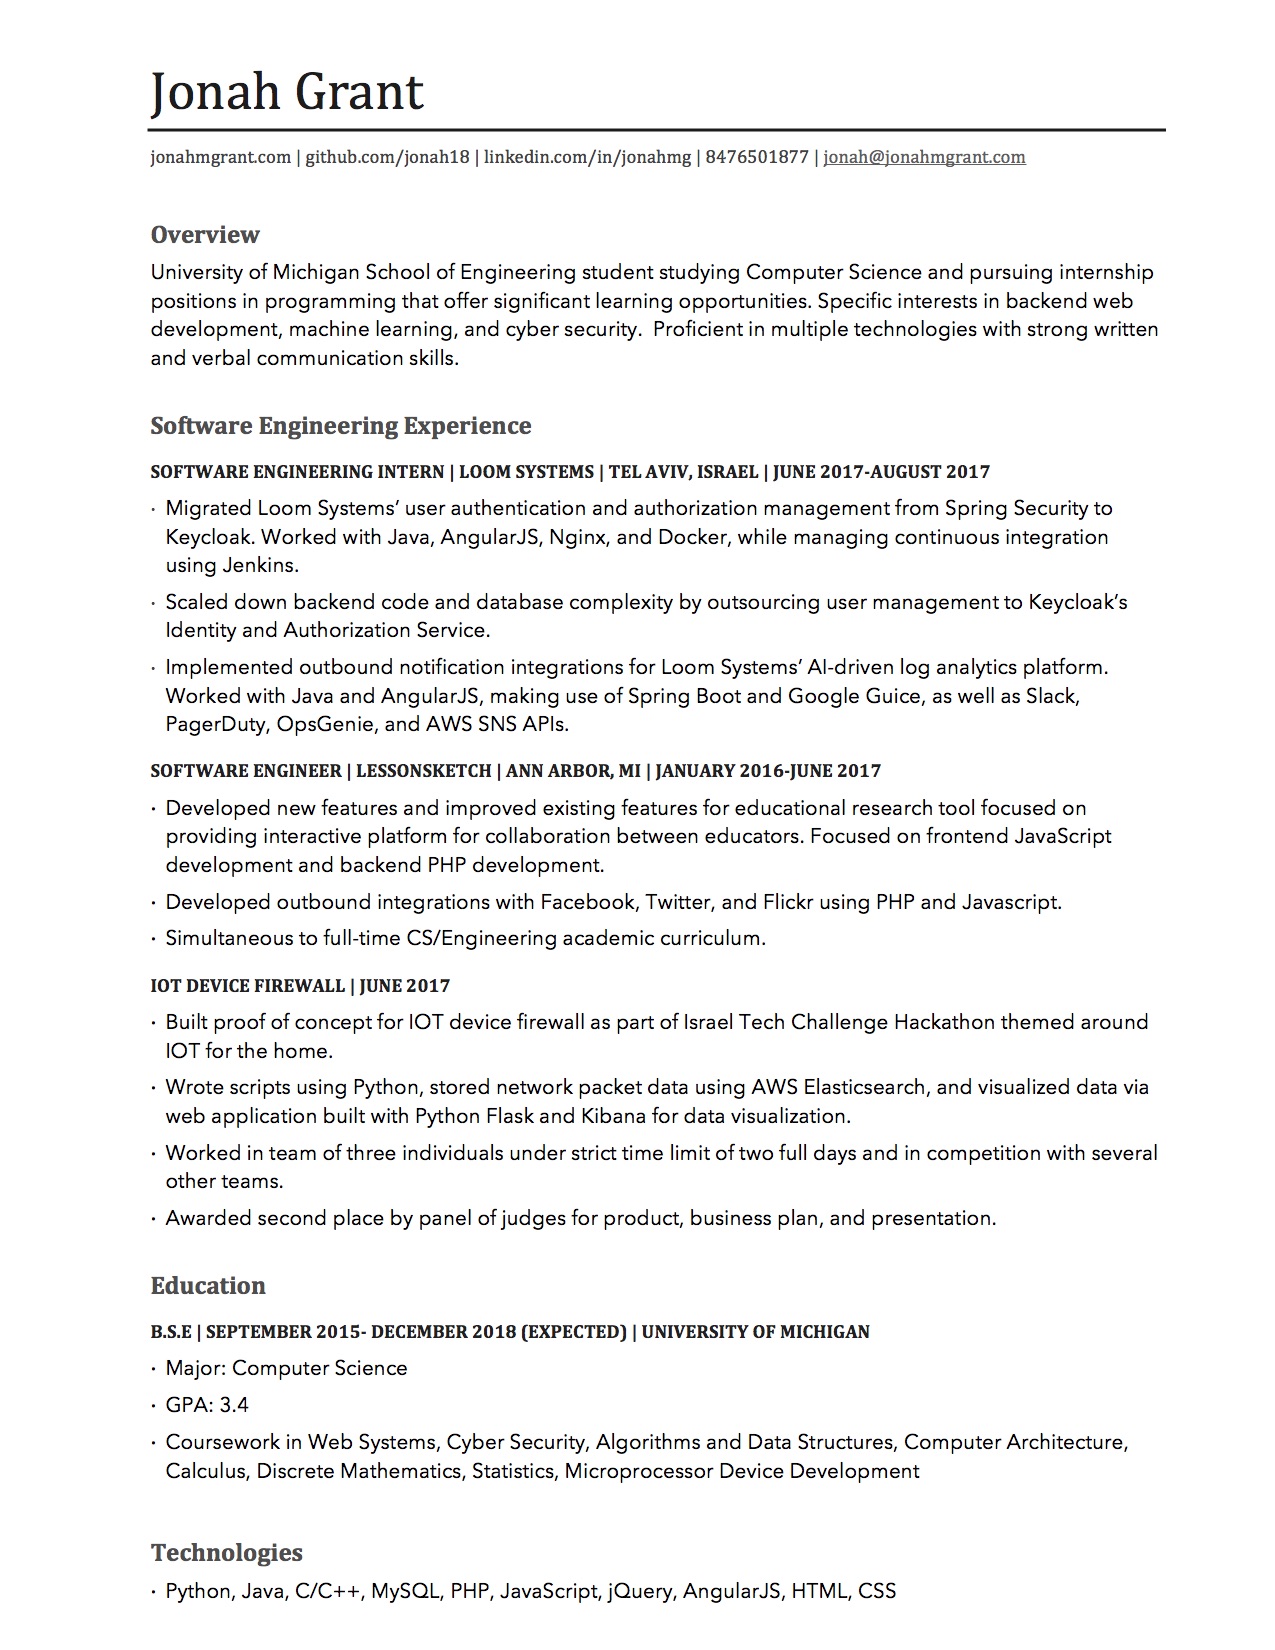 Jonah Grant
jonahmgrant.com | github.com/jonah18 | linkedin.com/in/jonahmg | 8476501877 | jonah@jonahmgrant.com
Overview
University of Michigan School of Engineering student studying Computer Science and pursuing internship
positions in programming that offer significant learning opportunities. Specific interests in backend web
development, machine learning, and cyber security.  Proficient in multiple technologies with strong written
and verbal communication skills.
Software Engineering Experience
SOFTWARE ENGINEERING INTERN | LOOM SYSTEMS | TEL AVIV, ISRAEL | JUNE 2017-AUGUST 2017
· Migrated Loom Systems’ user authentication and authorization management from Spring Security to
Keycloak. Worked with Java, AngularJS, Nginx, and Docker, while managing continuous integration
using Jenkins.
· Scaled down backend code and database complexity by outsourcing user management to Keycloak’s
Identity and Authorization Service.
· Implemented outbound notification integrations for Loom Systems’ AI-driven log analytics platform.
Worked with Java and AngularJS, making use of Spring Boot and Google Guice, as well as Slack,
PagerDuty, OpsGenie, and AWS SNS APIs.
SOFTWARE ENGINEER | LESSONSKETCH | ANN ARBOR, MI | JANUARY 2016-JUNE 2017
· Developed new features and improved existing features for educational research tool focused on
providing interactive platform for collaboration between educators. Focused on frontend JavaScript
development and backend PHP development.
· Developed outbound integrations with Facebook, Twitter, and Flickr using PHP and Javascript.
· Simultaneous to full-time CS/Engineering academic curriculum.
IOT DEVICE FIREWALL | JUNE 2017
· Built proof of concept for IOT device firewall as part of Israel Tech Challenge Hackathon themed around
IOT for the home.
· Wrote scripts using Python, stored network packet data using AWS Elasticsearch, and visualized data via
web application built with Python Flask and Kibana for data visualization.
· Worked in team of three individuals under strict time limit of two full days and in competition with several
other teams.
· Awarded second place by panel of judges for product, business plan, and presentation.
Education
B.S.E | SEPTEMBER 2015- DECEMBER 2018 (EXPECTED) | UNIVERSITY OF MICHIGAN
· Major: Computer Science
· GPA: 3.4
· Coursework in Web Systems, Cyber Security, Algorithms and Data Structures, Computer Architecture,
Calculus, Discrete Mathematics, Statistics, Microprocessor Device Development
Technologies
· Python, Java, C/C++, MySQL, PHP, JavaScript, jQuery, AngularJS, HTML, CSS